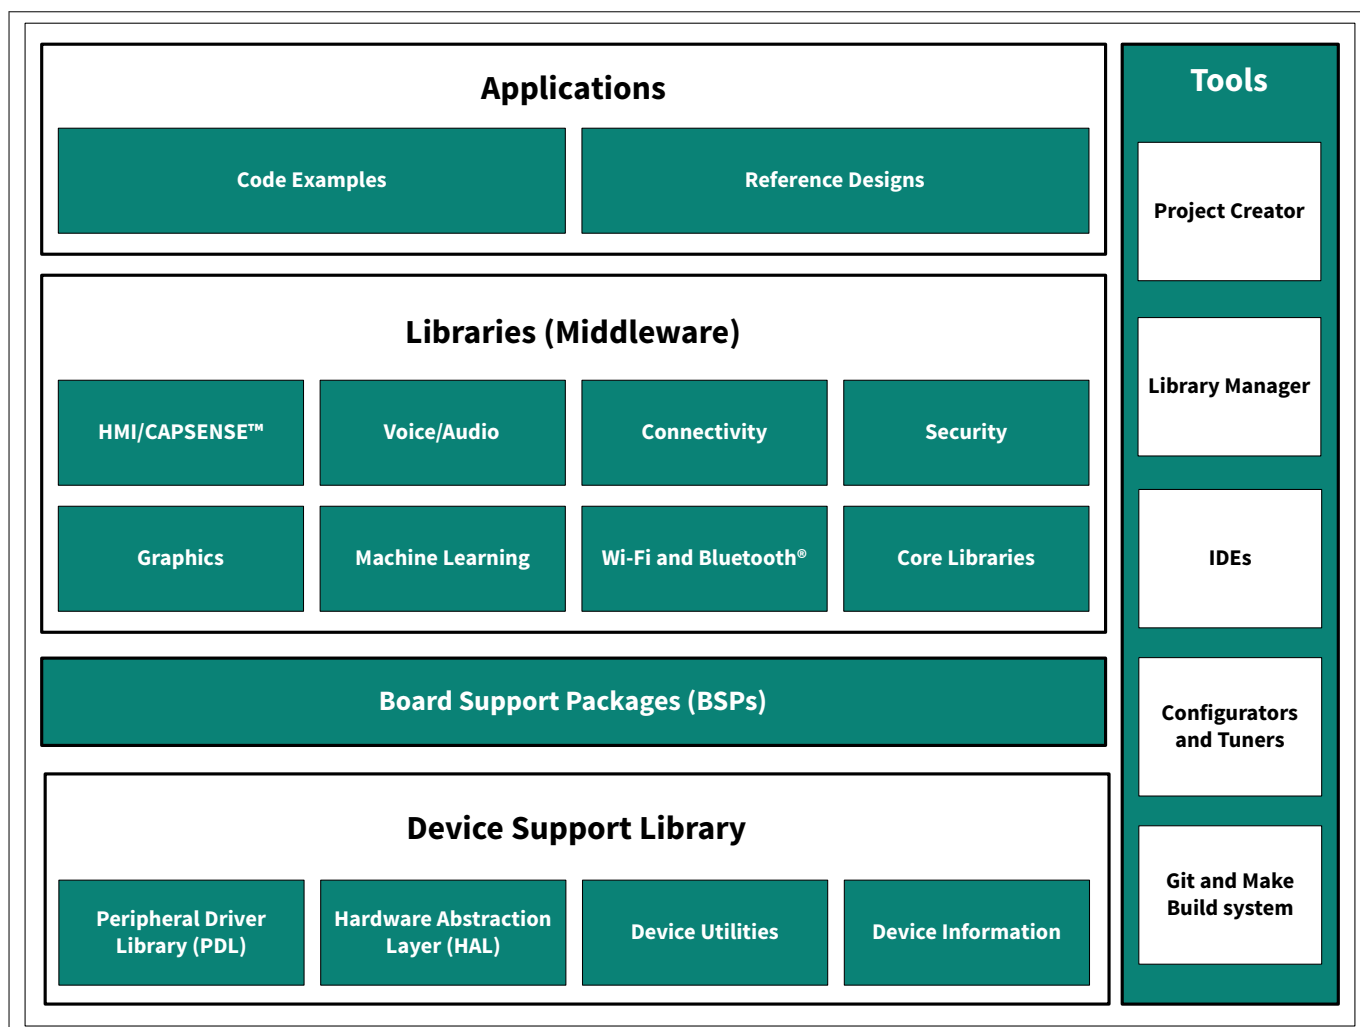 Applications
Code Examples
Reference Designs
Libraries (Middleware)
HMI/CAPSENSE™
Voice/Audio
Connectivity
Security
Graphics
Machine Learning
Wi-Fi and Bluetooth®
Core Libraries
Board Support Packages (BSPs)
Device Support Library
Peripheral Driver
Library (PDL)
Hardware Abstraction
Layer (HAL)
Device Utilities
Device Information
Tools
Project Creator
Library Manager
IDEs
Configurators
and Tuners
Git and Make
Build system